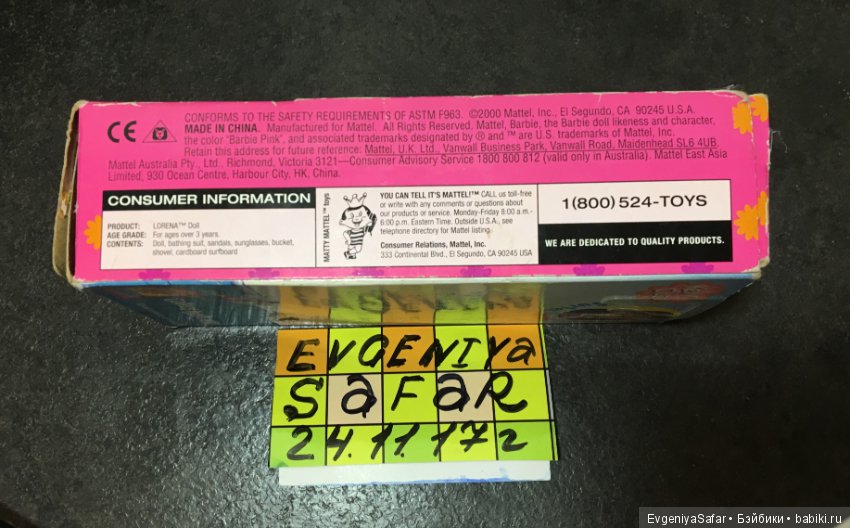 CE
CONFORMS TO THE SAFETY REQUIREMENTS OF ASTM F963. ©2000 Mattel, Inc., El Segundo, CA 90245 U.S.A.
MADE IN CHINA. Manufactured for Mattel. All Rights Reserved. Mattel, Barbie, the Barbie doll likeness and character,
the color "Barbie Pink", and associated trademarks designated by ® and ™ are U.S. trademarks of Mattel, Inc.
Retain this address for future reference: Mattel, U.K. Ltd., Vanwall Business Park, Vanwall Road, Maidenhead SL6 4UB.
Mattel Australia Pty., Ltd., Richmond, Victoria 3121—Consumer Advisory Service 1800 800 812 (valid only in Australia). Mattel East Asia
Limited, 930 Ocean Centre, Harbour City, HK, China.
CONSUMER INFORMATION
PRODUCT: LORENA™ Doll
AGE GRADE: For ages over 3 years.
CONTENTS: Doll, bathing suit, sandals, sunglasses, bucket,
shovel, cardboard surfboard
MATTY MATTEL™ toys
YOU CAN TELL IT'S MATTEL!™ CALL us toll-free
or write with any comments or questions about
our products or service. Monday-Friday 8:00 a.m.-
6:00 p.m. Eastern Time. Outside U.S.A., see
telephone directory for Mattel listing.
Consumer Relations, Mattel, Inc.
333 Continental Blvd., El Segundo, CA 90245 USA
1(800) 524-TOYS
WE ARE DEDICATED TO QUALITY PRODUCTS.
EVGENIYa
SaFaR
24.11.17г
EvgeniyaSafar • Бэйбики • babiki.ru